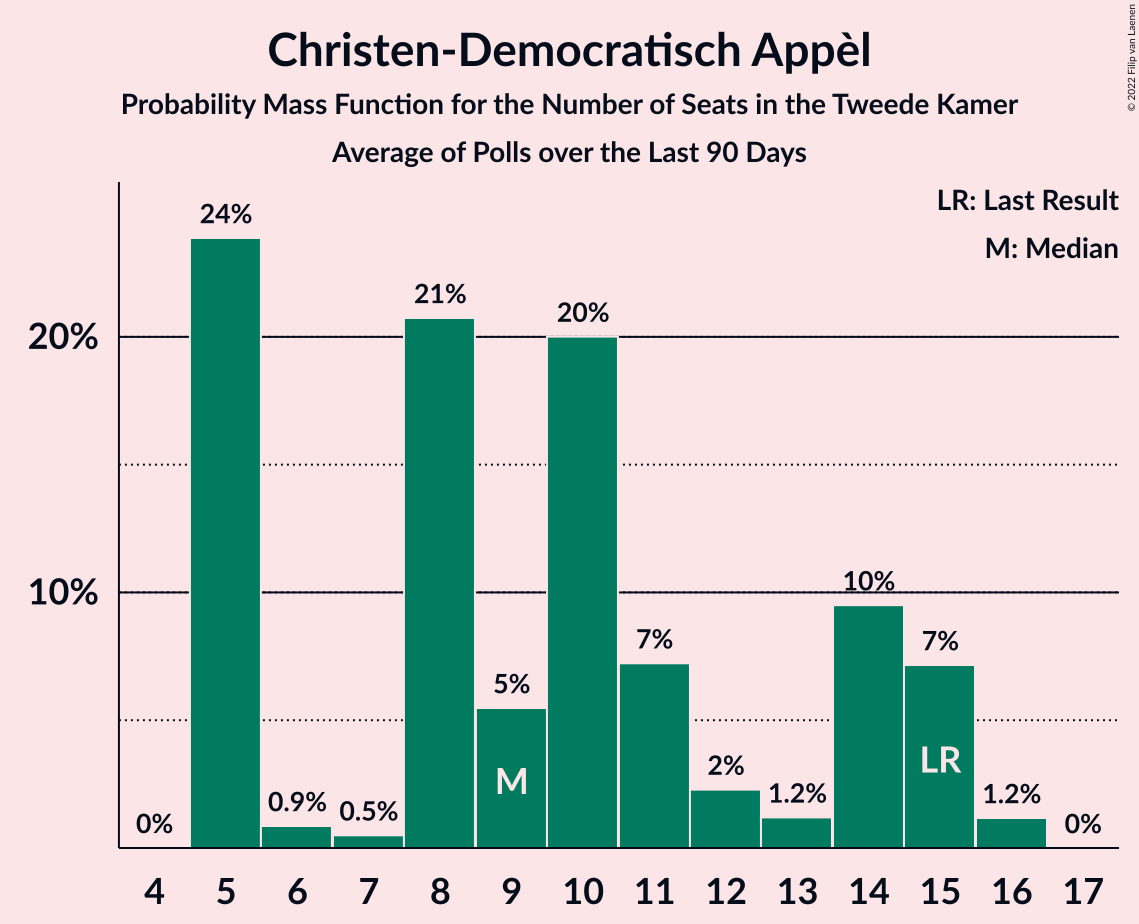 Christen-Democratisch Appèl
Probability Mass Function for the Number of Seats in the Tweede Kamer
Average of Polls over the Last 90 Days
© 2022 Filip van Laenen
LR: Last Result
M: Median
20%
10%
0%
24%
0.9%
0.5%
21%
5%
20%
7%
2%
1.2%
10%
7%
1.2%
0%
M
LR
4 5 6 7 8 9 10 11 12 13 14 15 16 17